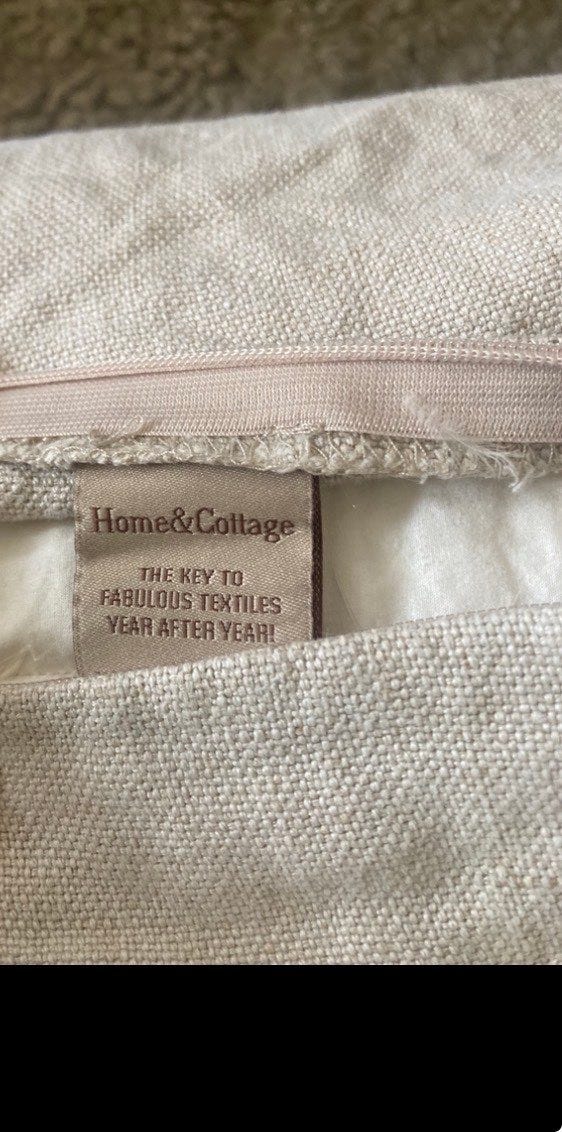 Home&Cottage
THE KEY TO
FABULOUS TEXTILES
YEAR AFTER YEAR!